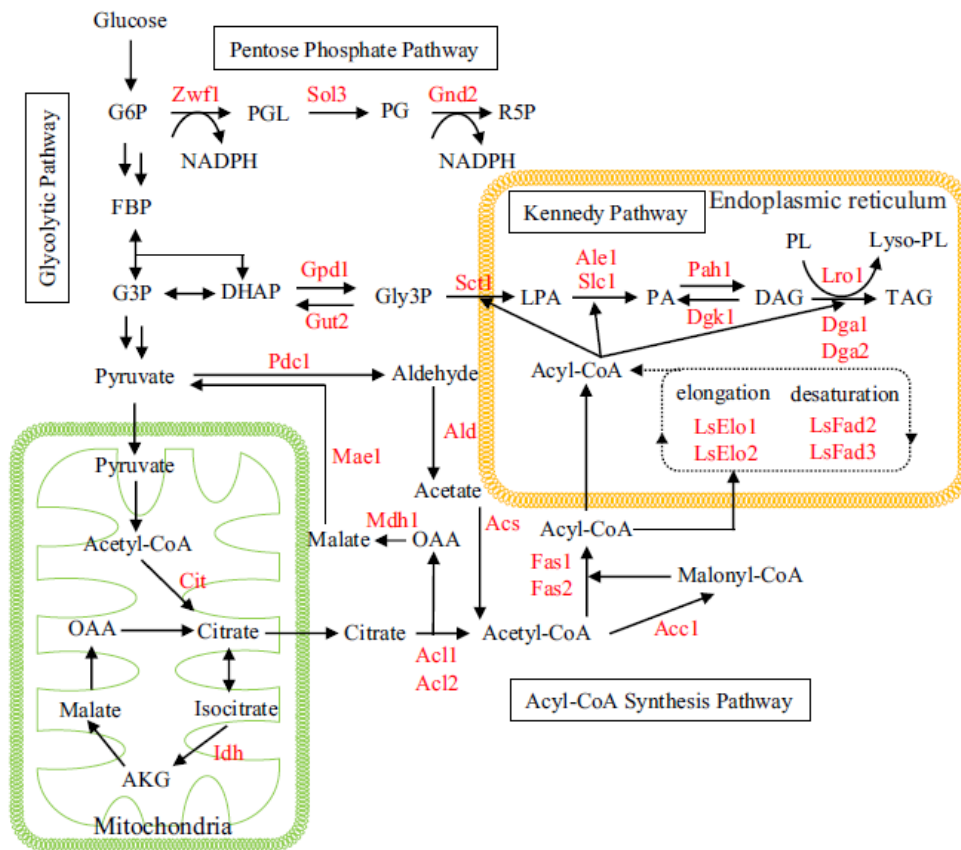 Glucose
Pentose Phosphate Pathway
Glycolytic Pathway
Zwf1
Sol3
Gnd2
G6P
PGL
PG
R5P
NADPH
NADPH
FBP
Kennedy Pathway
Endoplasmic reticulum
PL
Lyso-PL
Gpd1
Ale1
Slc1
Pah1
Lro1
Sct1
G3P
DHAP
Gly3P
LPA
PA
DAG
TAG
Gut2
Dgk1
Dga1
Dga2
Pdc1
Pyruvate
Aldehyde
Acyl-CoA
elongation
desaturation
LsElo1
LsFad2
LsElo2
LsFad3
Ald
Mae1
Pyruvate
Acetate
Acetyl-CoA
Malate
Mdh1
OAA
Acs
Acyl-CoA
Fas1
Fas2
Malonyl-CoA
Cit
OAA
Citrate
Citrate
Acetyl-CoA
Acc1
Acl1
Acl2
Malate
Isocitrate
Acyl-CoA Synthesis Pathway
Idh
AKG
Mitochondria